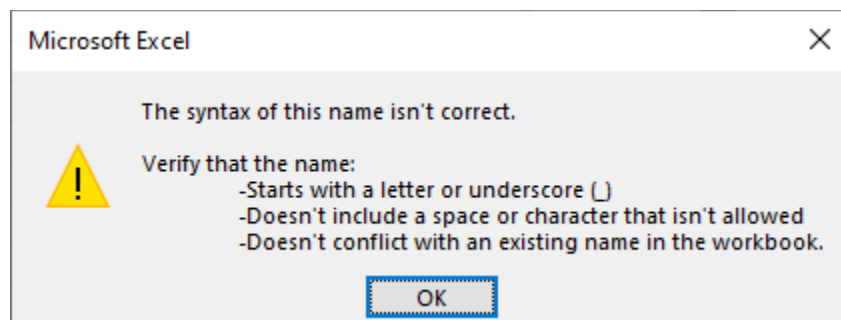 Microsoft Excel
The syntax of this name isn't correct.
Verify that the name:
-Starts with a letter or underscore (_)
-Doesn't include a space or character that isn't allowed
-Doesn't conflict with an existing name in the workbook.
OK